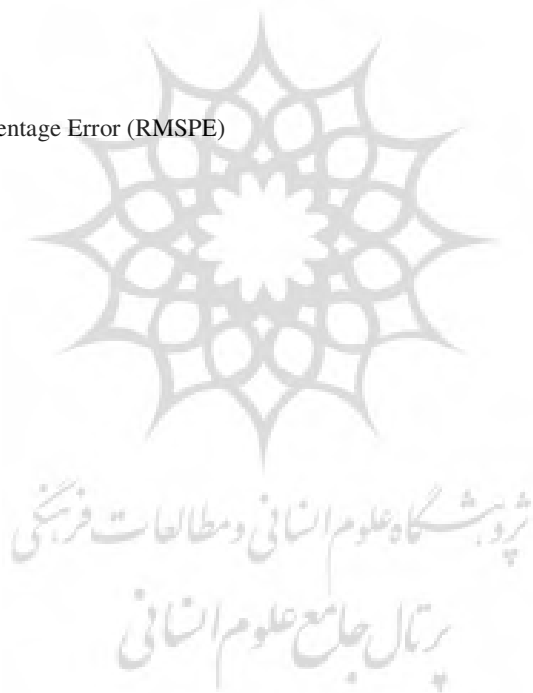 entage Error (RMSPE)
پژوهشگاه علوم انسانی و مطالعات فرهنگی
پرتال جامع علوم انسانی